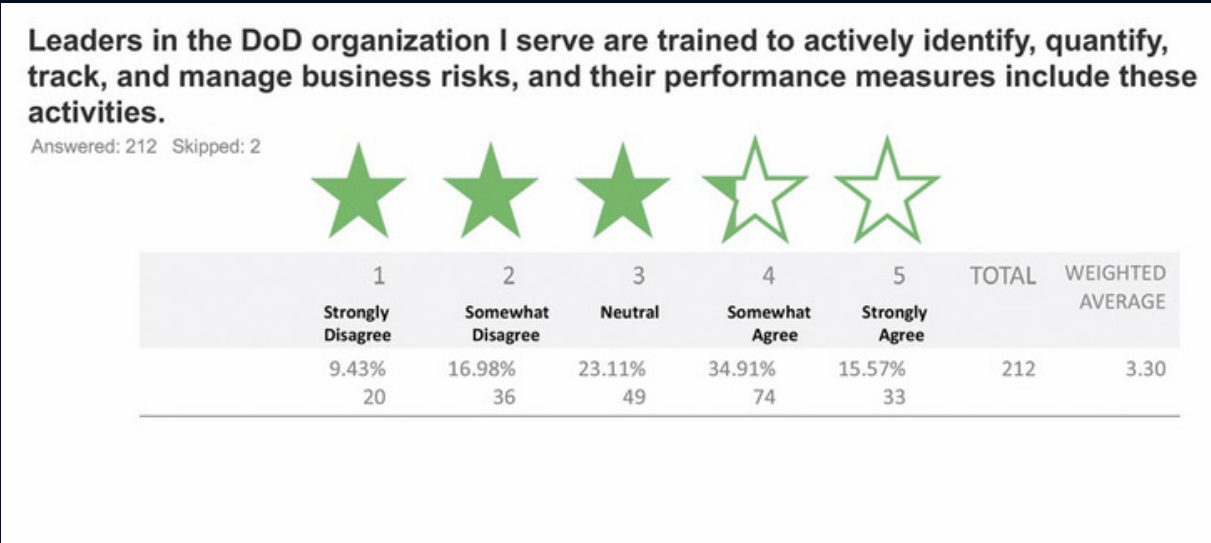 Leaders in the DoD organization I serve are trained to actively identify, quantify,
track, and manage business risks, and their performance measures include these
activities.
Answered: 212 Skipped: 2
1 2 3 4 5 TOTAL WEIGHTED AVERAGE
Strongly Disagree Somewhat Disagree Neutral Somewhat Agree Strongly Agree
9.43% 16.98% 23.11% 34.91% 15.57% 212 3.30
20 36 49 74 33